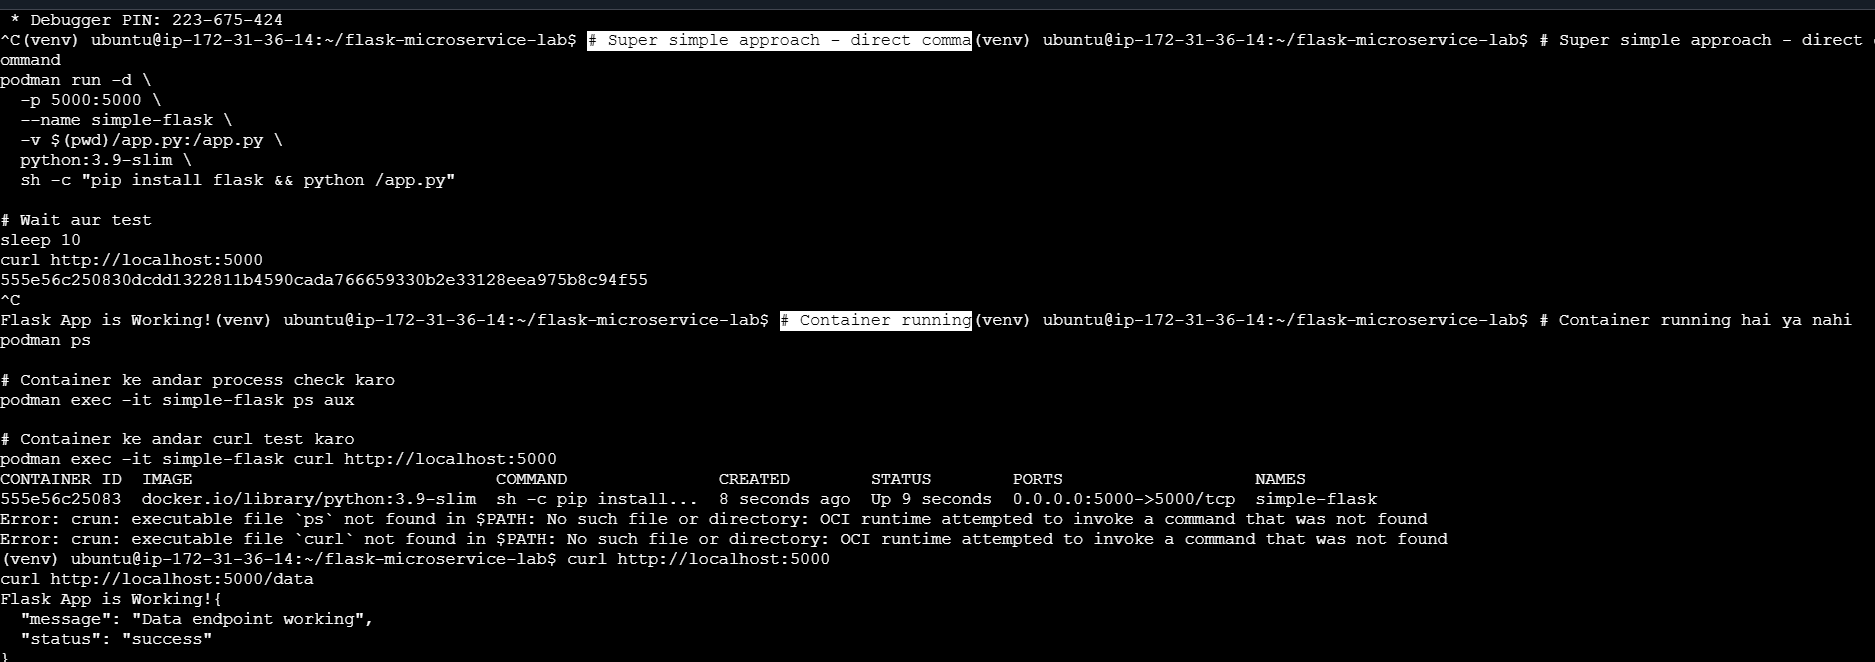 * Debugger PIN: 223-675-424
^C(venv) ubuntu@ip-172-31-36-14:~/flask-microservice-lab$ # Super simple approach - direct comma(venv) ubuntu@ip-172-31-36-14:~/flask-microservice-lab$ # Super simple approach - direct c
ommand
podman run -d \
  -p 5000:5000 \
  --name simple-flask \
  -v $(pwd)/app.py:/app.py \
  python:3.9-slim \
  sh -c "pip install flask && python /app.py"

# Wait aur test
sleep 10
curl http://localhost:5000
555e56c250830dcdd1322811b4590cada766659330b2e33128eea975b8c94f55
^C
Flask App is Working!(venv) ubuntu@ip-172-31-36-14:~/flask-microservice-lab$ # Container running(venv) ubuntu@ip-172-31-36-14:~/flask-microservice-lab$ # Container running hai ya nahi
podman ps

# Container ke andar process check karo
podman exec -it simple-flask ps aux

# Container ke andar curl test karo
podman exec -it simple-flask curl http://localhost:5000
CONTAINER ID  IMAGE                              COMMAND               CREATED        STATUS        PORTS                   NAMES
555e56c25083  docker.io/library/python:3.9-slim  sh -c pip install...  8 seconds ago  Up 9 seconds  0.0.0.0:5000->5000/tcp  simple-flask
Error: crun: executable file `ps` not found in $PATH: No such file or directory: OCI runtime attempted to invoke a command that was not found
Error: crun: executable file `curl` not found in $PATH: No such file or directory: OCI runtime attempted to invoke a command that was not found
(venv) ubuntu@ip-172-31-36-14:~/flask-microservice-lab$ curl http://localhost:5000
curl http://localhost:5000/data
Flask App is Working!{
  "message": "Data endpoint working",
  "status": "success"
}